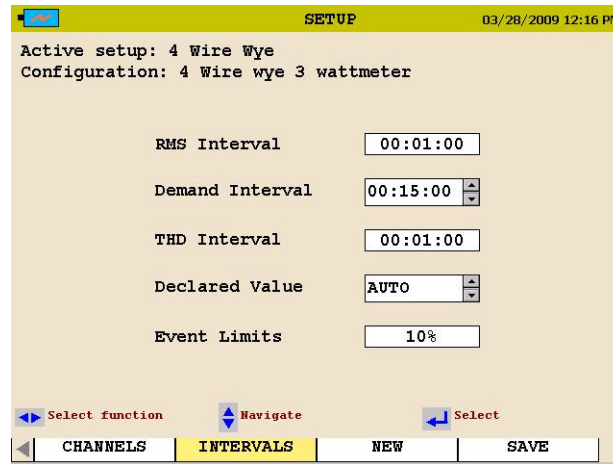 SETUP 03/28/2009 12:16 PM
Active setup: 4 Wire Wye
Configuration: 4 Wire wye 3 wattmeter
RMS Interval 00:01:00
Demand Interval 00:15:00
THD Interval 00:01:00
Declared Value AUTO
Event Limits 10%
Select function Navigate Select
CHANNELS INTERVALS NEW SAVE